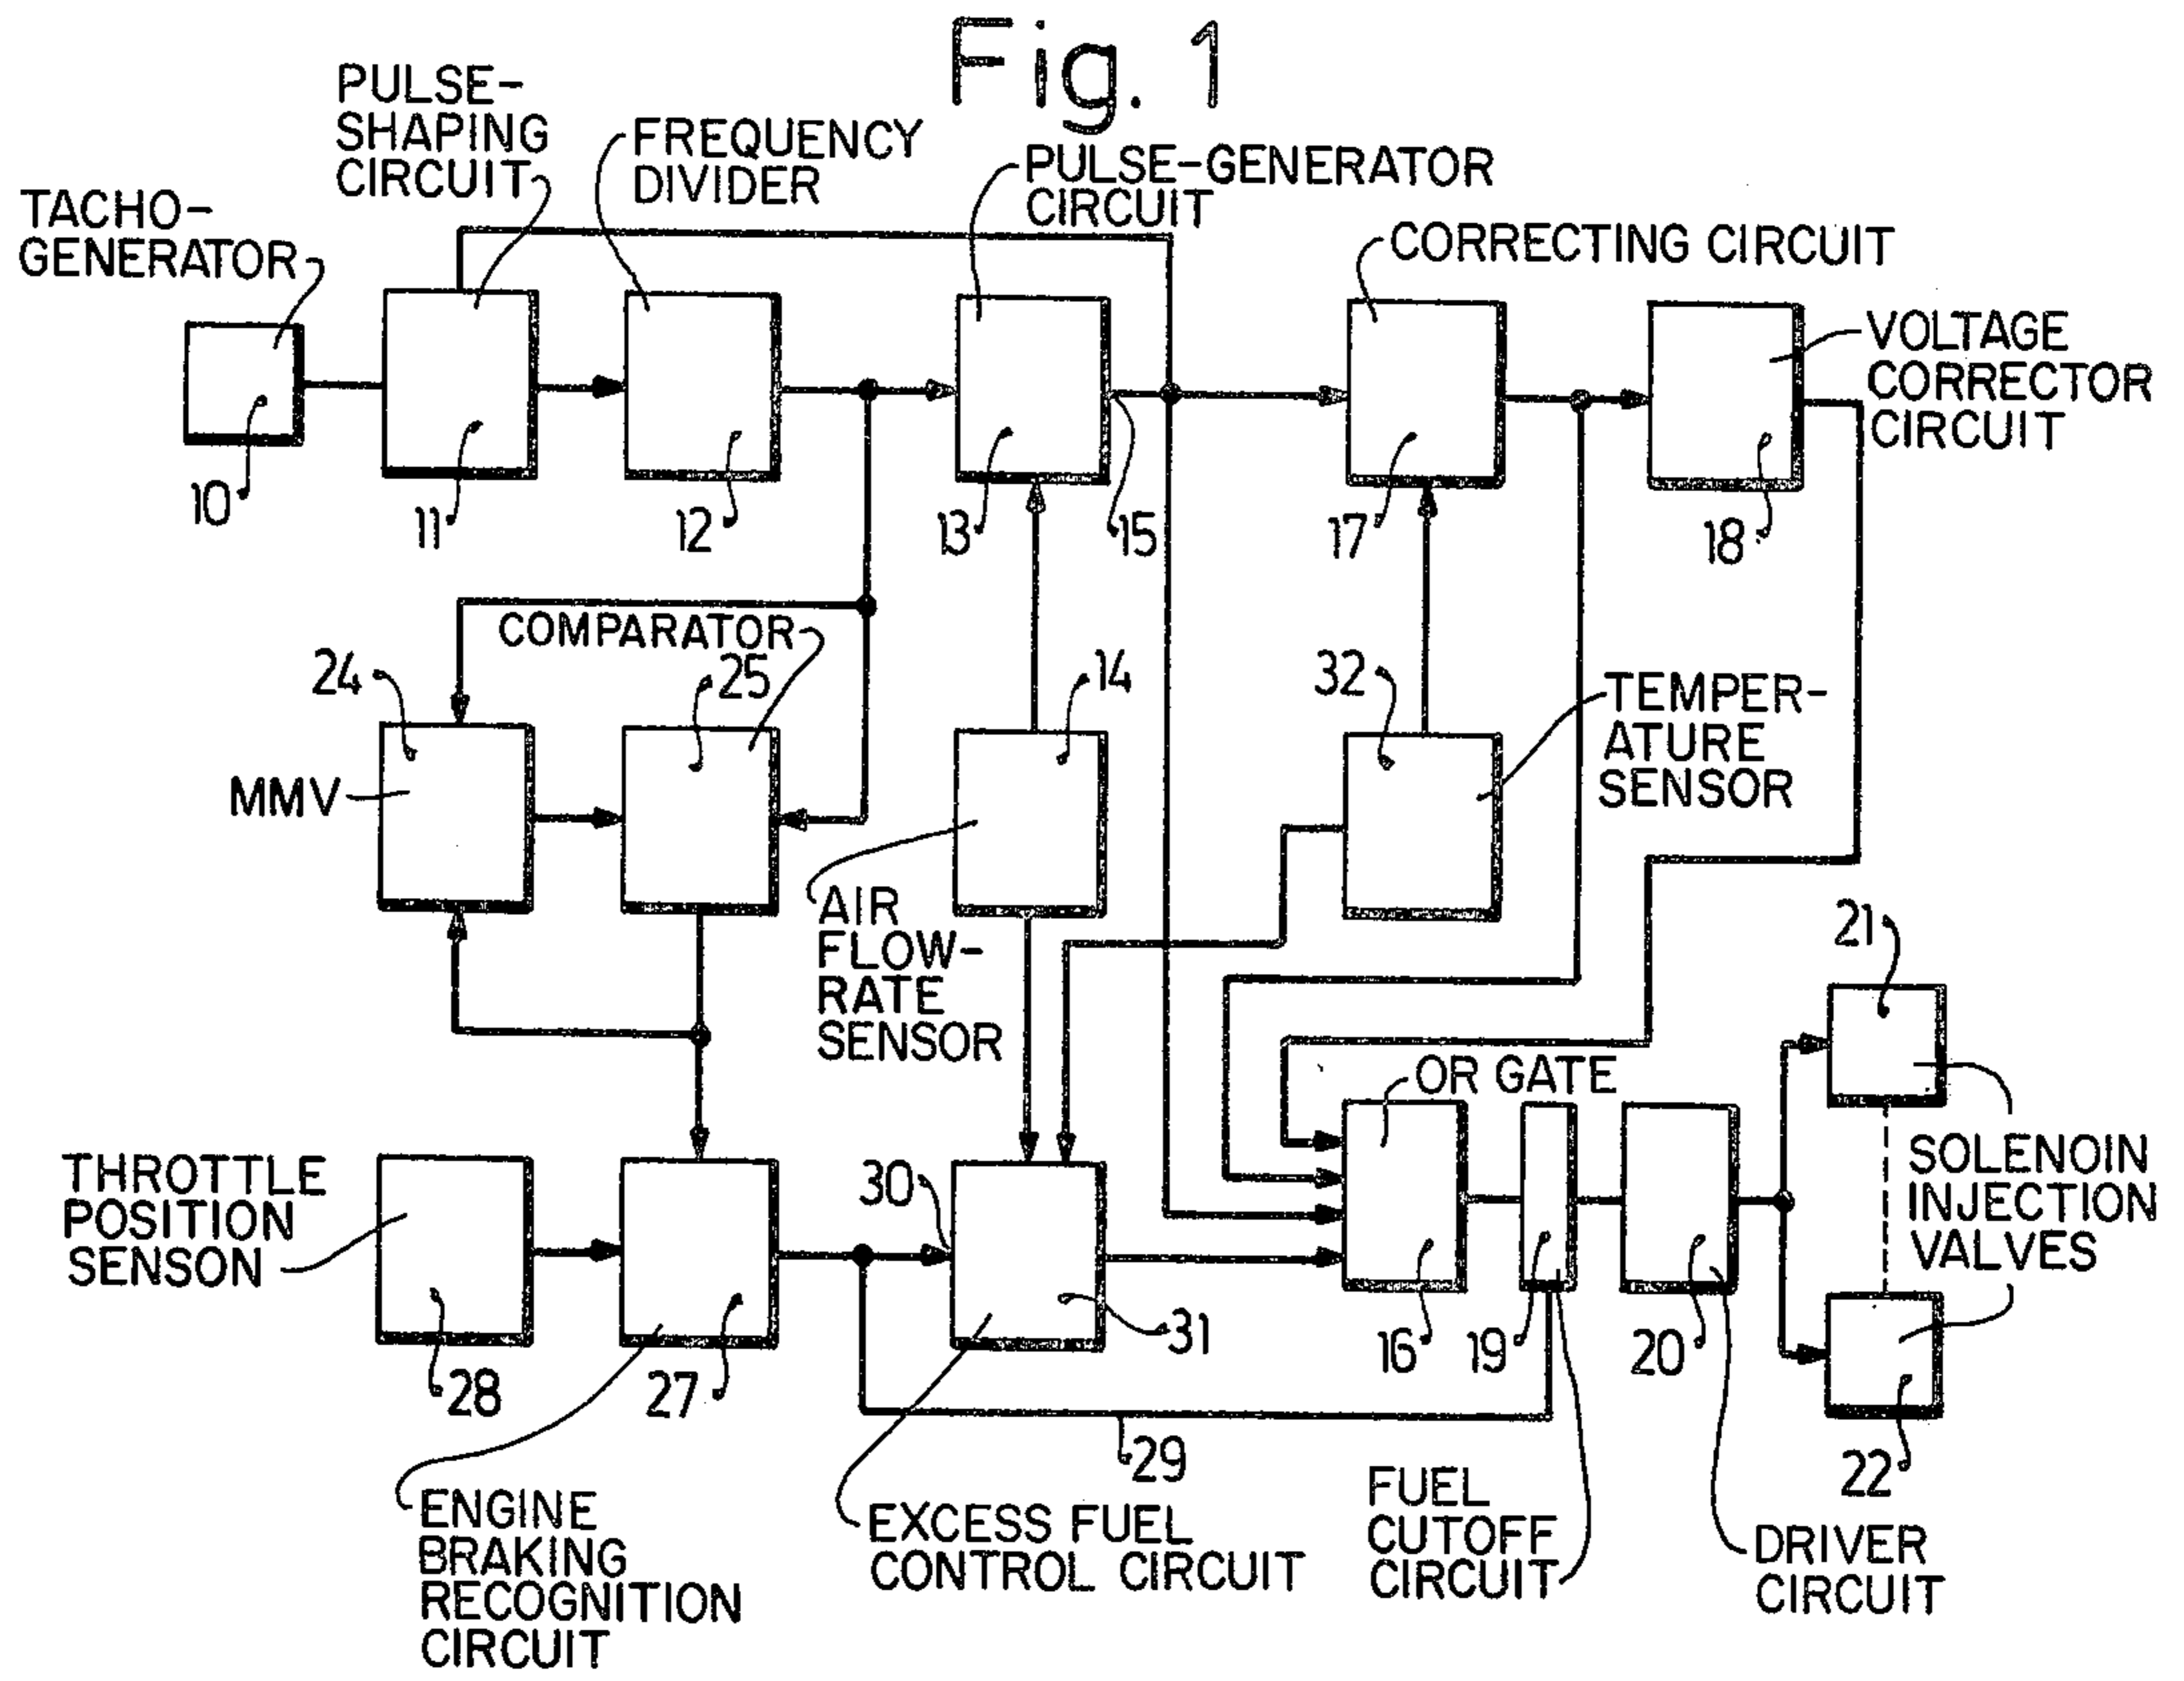 Fig. 1
PULSE-
SHAPING
CIRCUIT
FREQUENCY
DIVIDER
PULSE-GENERATOR
CIRCUIT
TACHO-
GENERATOR
CORRECTING CIRCUIT
VOLTAGE
CORRECTOR
CIRCUIT
10
11
12
13
15
17
18
COMPARATOR
24
25
14
32
TEMPER-
ATURE
SENSOR
MMV
AIR
FLOW-
RATE
SENSOR
21
OR GATE
THROTTLE
POSITION
SENSON
30
SOLENOIN
INJECTION
VALVES
31
16
19
20
28
27
29
22
ENGINE
BRAKING
RECOGNITION
CIRCUIT
EXCESS FUEL
CONTROL CIRCUIT
FUEL
CUTOFF
CIRCUIT
DRIVER
CIRCUIT